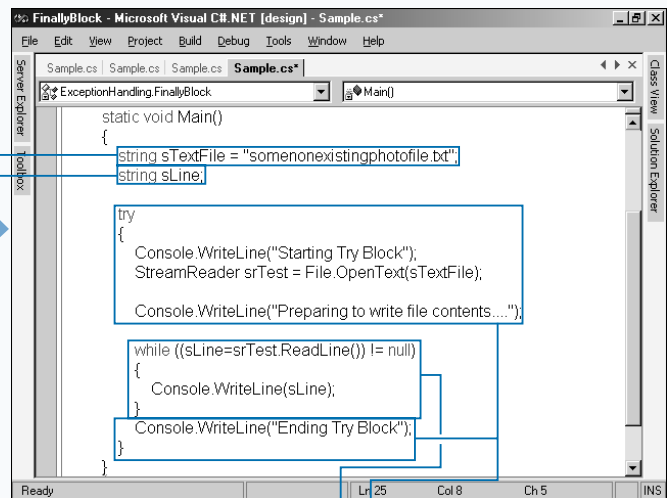 FinallyBlock - Microsoft Visual C#.NET [design] - Sample.cs*
File Edit View Project Build Debug Tools Window Help
Sample.cs Sample.cs Sample.cs Sample.cs*
ExceptionHandling.FinallyBlock Main()
Server Explorer
Toolbox
Class View
Solution Explorer
static void Main()
{
string sTextFile = "somenonexistingphotofile.txt";
string sLine;
try
{
Console.WriteLine("Starting Try Block");
StreamReader srTest = File.OpenText(sTextFile);
Console.WriteLine("Preparing to write file contents....");
while ((sLine=srTest.ReadLine()) != null)
{
Console.WriteLine(sLine);
}
Console.WriteLine("Ending Try Block");
}
}
Ready Ln 25 Col 8 Ch 5 INS